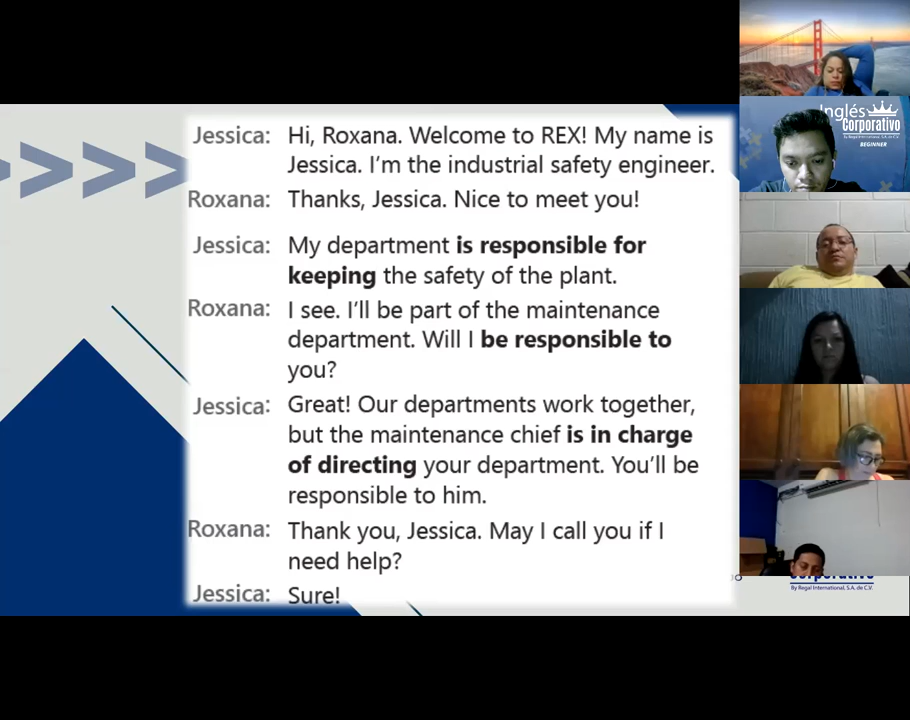 Jessica: Hi, Roxana. Welcome to REX! My name is
Jessica. I'm the industrial safety engineer.
Roxana: Thanks, Jessica. Nice to meet you!
Jessica: My department is responsible for
keeping the safety of the plant.
Roxana: I see. I'll be part of the maintenance
department. Will I be responsible to
you?
Jessica: Great! Our departments work together,
but the maintenance chief is in charge
of directing your department. You'll be
responsible to him.
Roxana: Thank you, Jessica. May I call you if I
need help?
Jessica: Sure!
Inglés
Corporativo
By Regal International, S.A. de C.V.
BEGINNER
Corporativo
By Regal International, S.A. de C.V.